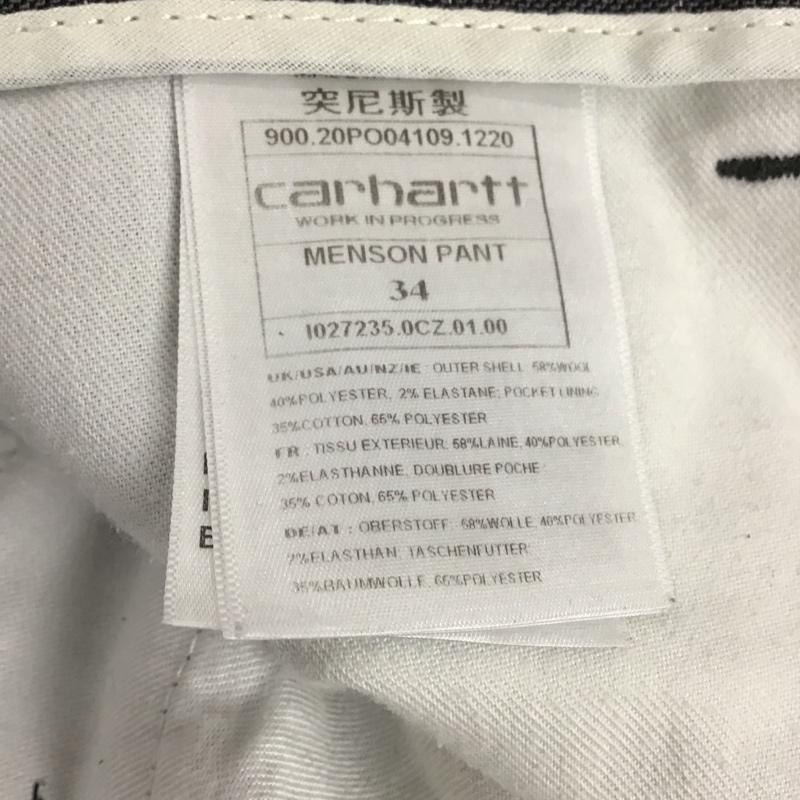 突尼斯製
900.20PO04109.1220
carhartt
WORK IN PROGRESS
MENSON PANT
34
I027235.0CZ.01.00
UK/USA/AU/NZ/IE : OUTER SHELL 58%WOOL
40%POLYESTER, 2% ELASTANE; POCKET LINING
35%COTTON, 65% POLYESTER
FR : TISSU EXTERIEUR: 58%LAINE, 40%POLYESTER,
2%ELASTHANNE, DOUBLURE POCHE
35% COTON, 65% POLYESTER
DE/AT : OBERSTOFF: 58%WOLLE, 40%POLYESTER
2%ELASTHAN, TASCHENFUTTER:
35%BAUMWOLLE, 65%POLYESTER
E